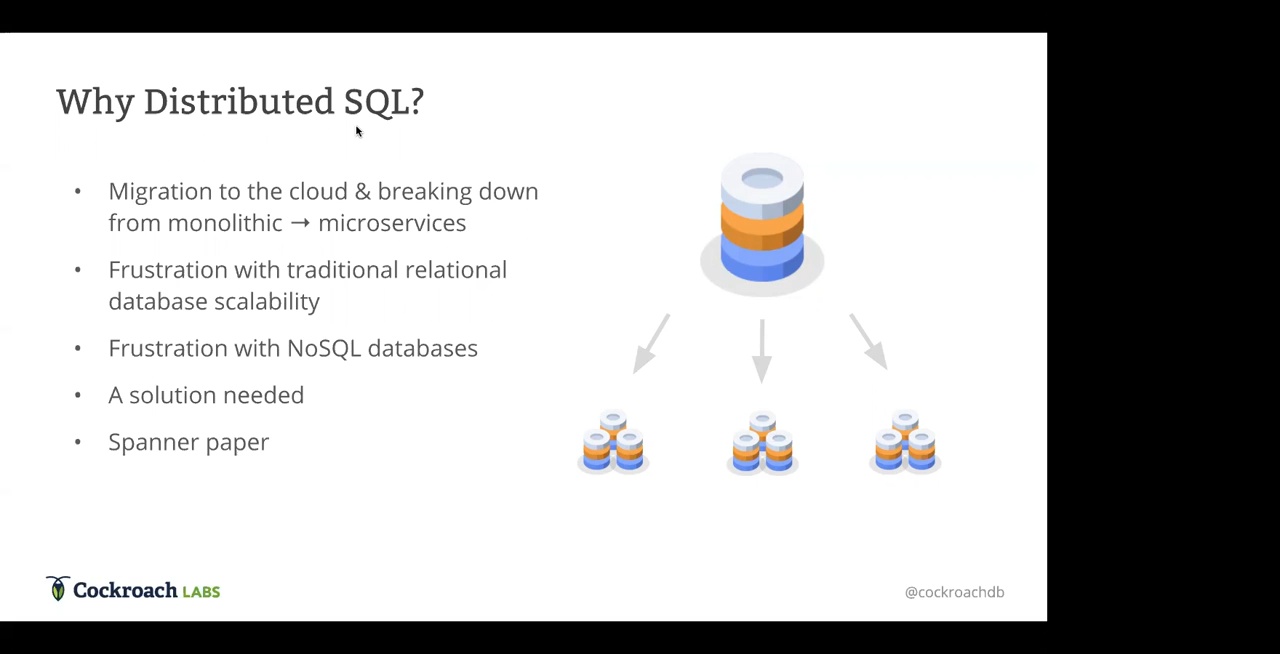 Why Distributed SQL?
• Migration to the cloud & breaking down
from monolithic → microservices
• Frustration with traditional relational
database scalability
• Frustration with NoSQL databases
• A solution needed
• Spanner paper
Cockroach LABS
@cockroachdb